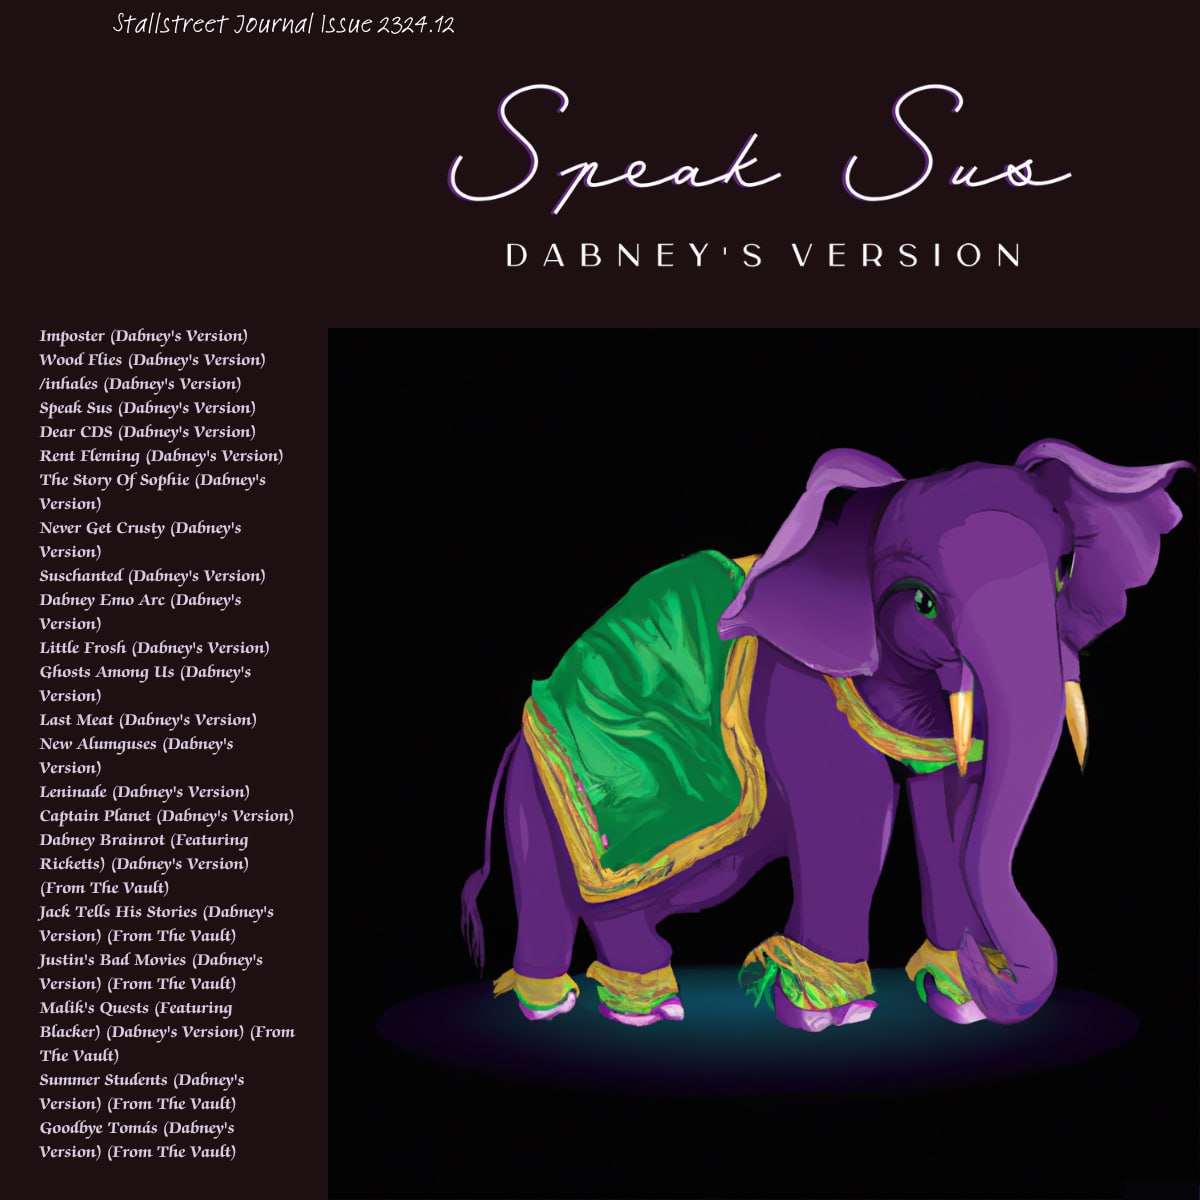 Stallstreet Journal Issue 2324.12
Speak Sus
DABNEY'S VERSION
Imposter (Dabney's Version)
Wood Flies (Dabney's Version)
/inhales (Dabney's Version)
Speak Sus (Dabney's Version)
Dear CDS (Dabney's Version)
Rent Fleming (Dabney's Version)
The Story Of Sophie (Dabney's
Version)
Never Get Crusty (Dabney's
Version)
Suschanted (Dabney's Version)
Dabney Emo Arc (Dabney's
Version)
Little Frosh (Dabney's Version)
Ghosts Among Us (Dabney's
Version)
Last Meat (Dabney's Version)
New Alumguses (Dabney's
Version)
Leninade (Dabney's Version)
Captain Planet (Dabney's Version)
Dabney Brainrot (Featuring
Ricketts) (Dabney's Version)
(From The Vault)
Jack Tells His Stories (Dabney's
Version) (From The Vault)
Justin's Bad Movies (Dabney's
Version) (From The Vault)
Malik's Quests (Featuring
Blacker) (Dabney's Version) (From
The Vault)
Summer Students (Dabney's
Version) (From The Vault)
Goodbye Tomás (Dabney's
Version) (From The Vault)